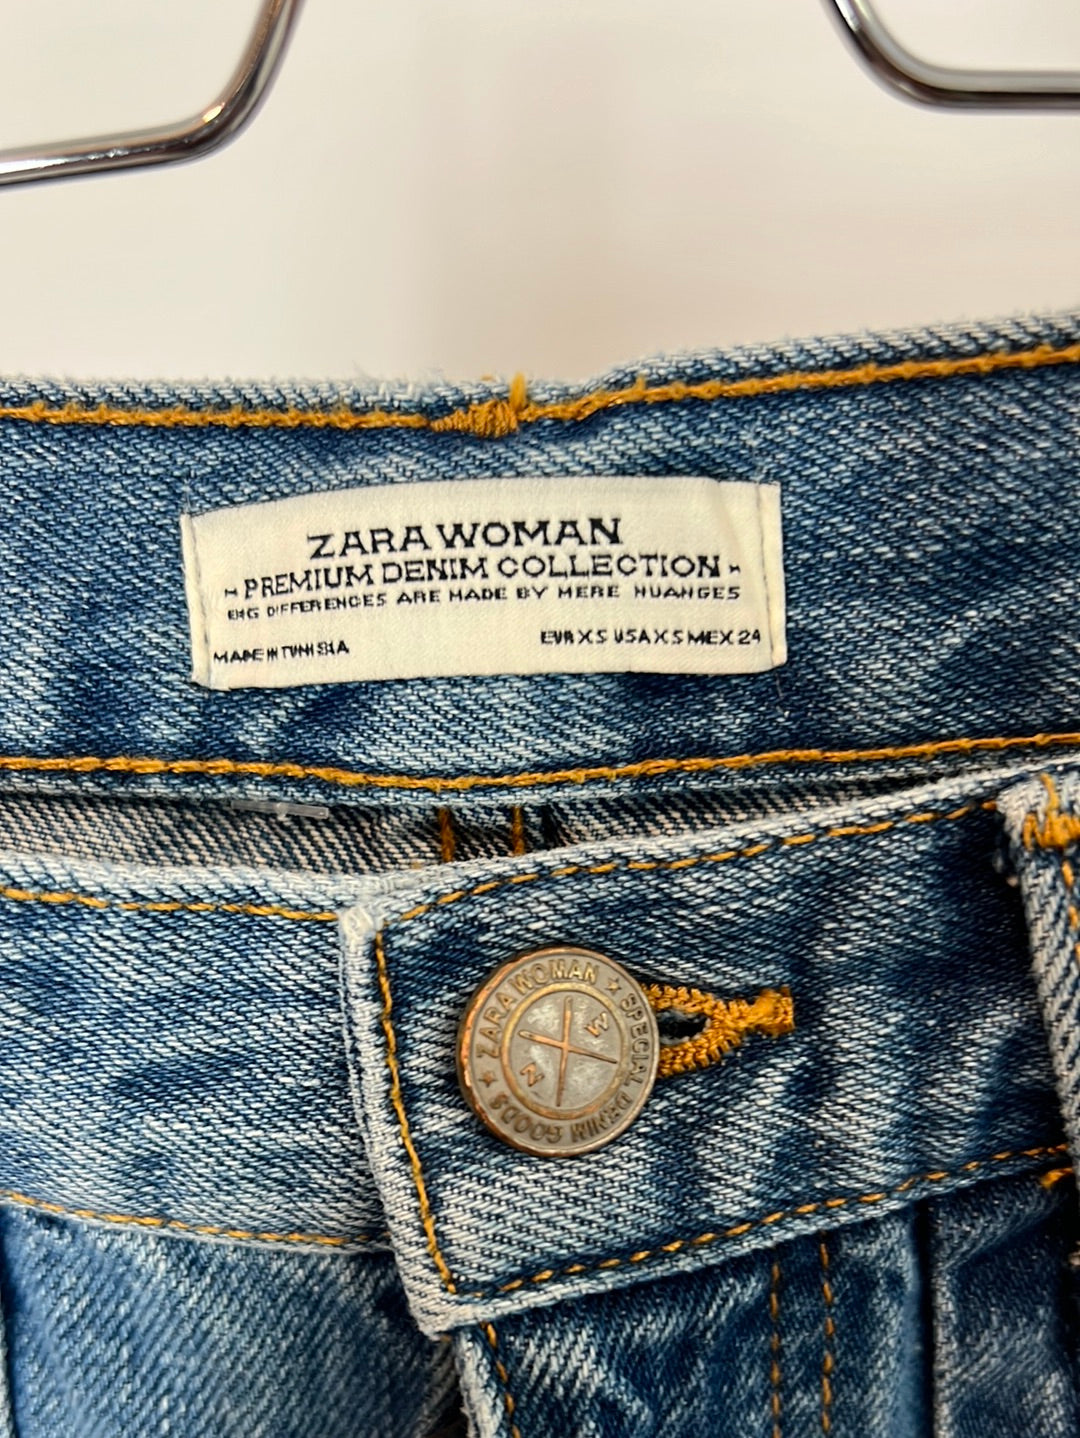 ZARA WOMAN
- PREMIUM DENIM COLLECTION -
BIG DIFFERENCES ARE MADE BY MERE NUANCES
MADE IN TUNISIA
EUR XS USA XS MEX 24
ZARA WOMAN ★ SPECIAL DENIM GOODS ★
Z W